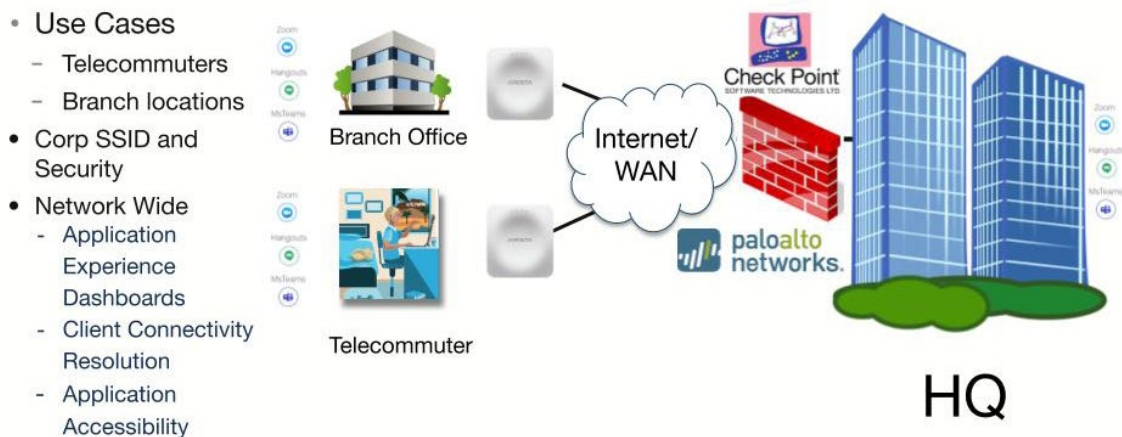 • Use Cases
– Telecommuters
– Branch locations
• Corp SSID and
Security
• Network Wide
- Application
Experience
Dashboards
- Client Connectivity
Resolution
- Application
Accessibility
Zoom
Hangouts
MsTeams
Branch Office
Zoom
Hangouts
MsTeams
Telecommuter
ARISTA
ARISTA
Internet/
WAN
Check Point
SOFTWARE TECHNOLOGIES LTD.
paloalto
networks.
Zoom
Hangouts
MsTeams
HQ